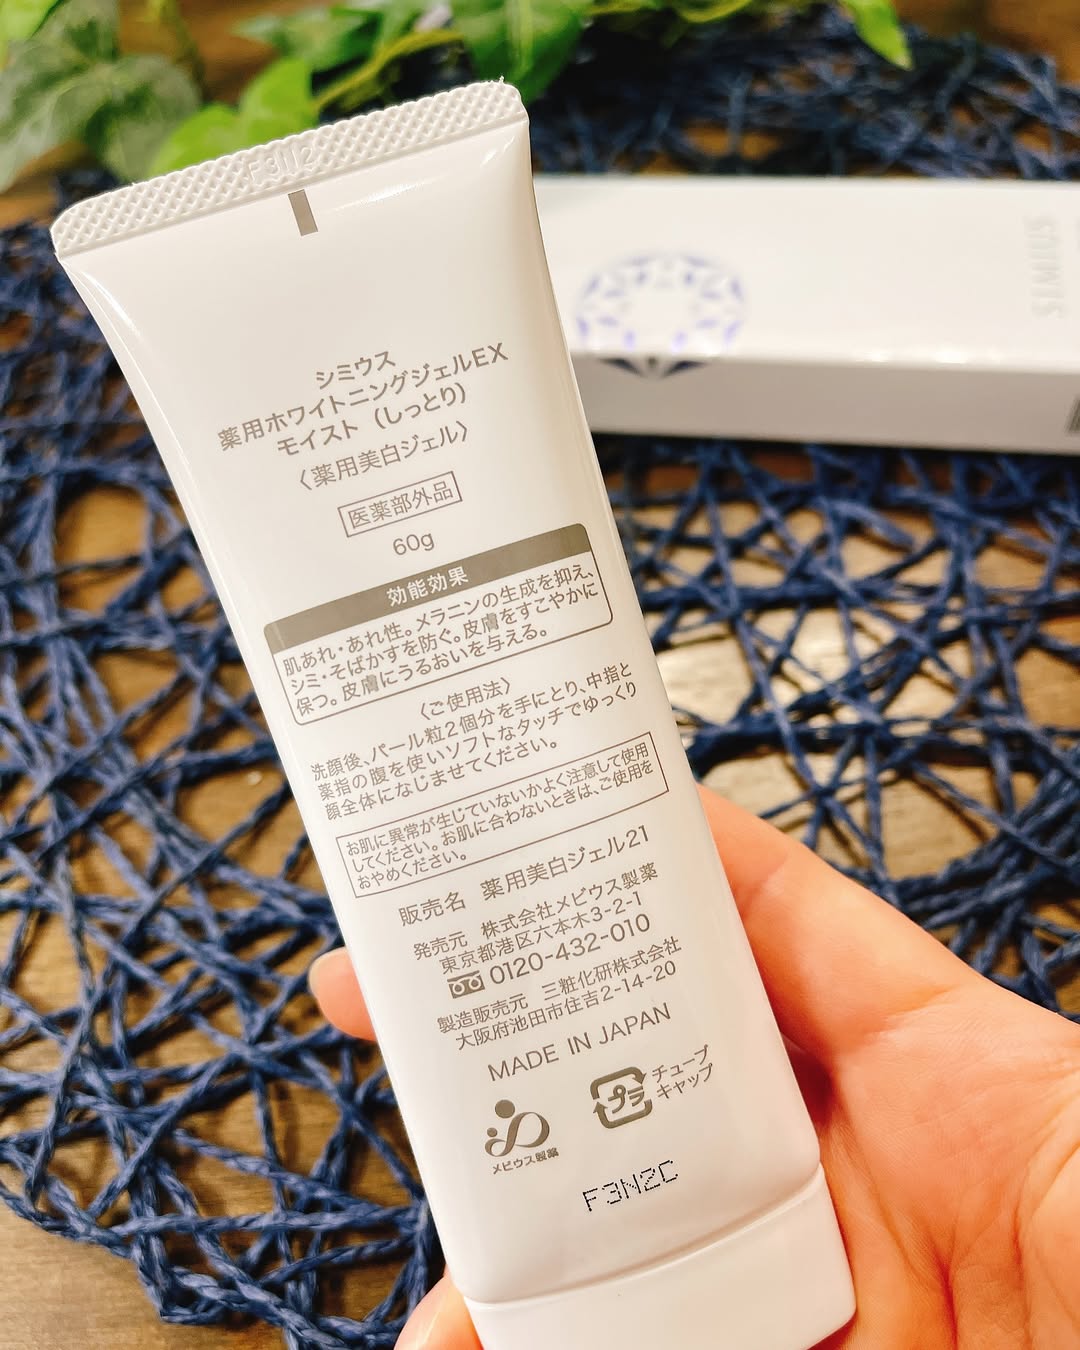 F3112
シミウス
薬用ホワイトニングジェルEX
モイスト（しっとり）
〈薬用美白ジェル〉
医薬部外品
60g
効能効果
肌あれ・あれ性。メラニンの生成を抑え、
シミ・そばかすを防ぐ。皮膚をすこやかに
保つ。皮膚にうるおいを与える。
〈ご使用法〉
洗顔後、パール粒2個分を手にとり、中指と
薬指の腹を使いソフトなタッチでゆっくり
顔全体になじませてください。
お肌に異常が生じていないかよく注意して使用
してください。お肌に合わないときは、ご使用を
おやめください。
販売名 薬用美白ジェル21
発売元 株式会社メビウス製薬
東京都港区六本木3-2-1
0120-432-010
製造販売元 三粧化研株式会社
大阪府池田市住吉2-14-20
MADE IN JAPAN
プラ
チューブ
キャップ
メビウス製薬
F3N2C
SIMIUS